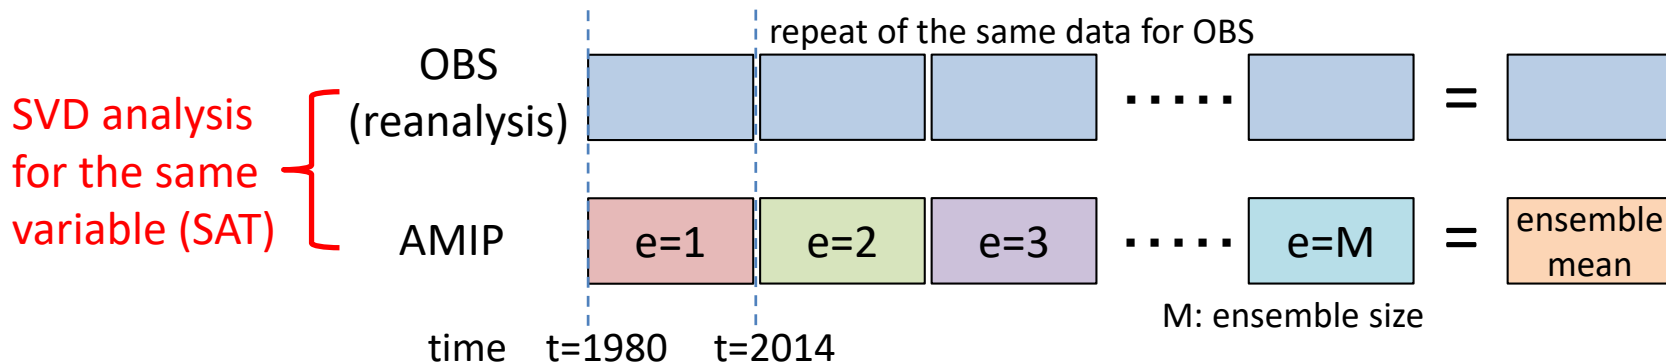 repeat of the same data for OBS
OBS
(reanalysis)
.....
=
SVD analysis
for the same
variable (SAT)
AMIP
e=1
e=2
e=3
.....
e=M
=
ensemble
mean
M: ensemble size
time
t=1980
t=2014